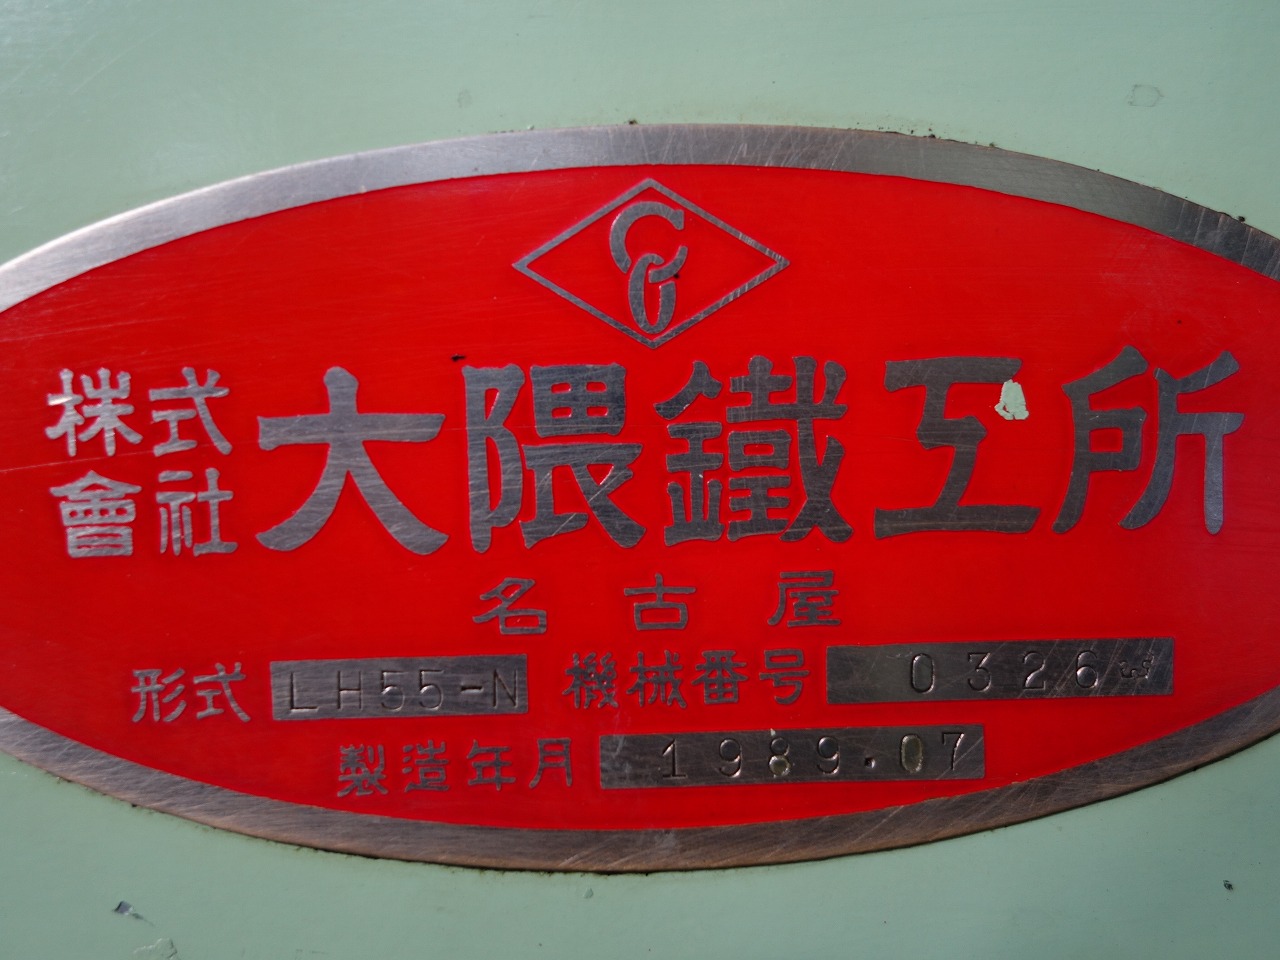 株式會社 大隈鐵工所
名古屋
形式 LH55-N 機械番号 0326
製造年月 1989.07